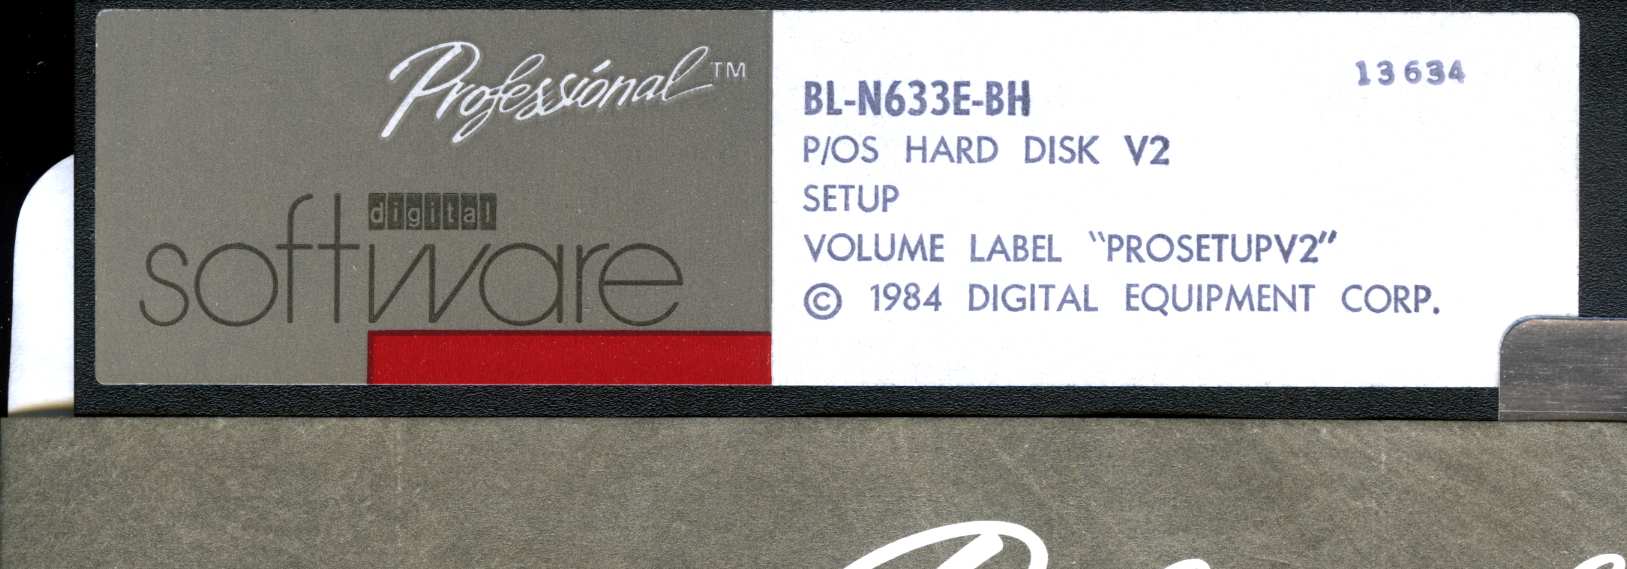 Professional™
digital
software
13634
BL-N633E-BH
P/OS HARD DISK V2
SETUP
VOLUME LABEL "PROSETUPV2"
© 1984 DIGITAL EQUIPMENT CORP.